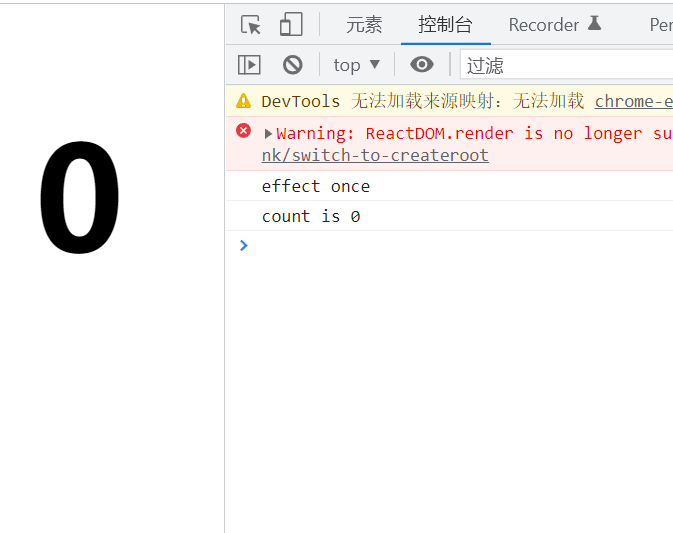 0
元素 控制台 Recorder Per
top 过滤
DevTools 无法加载来源映射：无法加载 chrome-e
Warning: ReactDOM.render is no longer su
nk/switch-to-createroot
effect once
count is 0